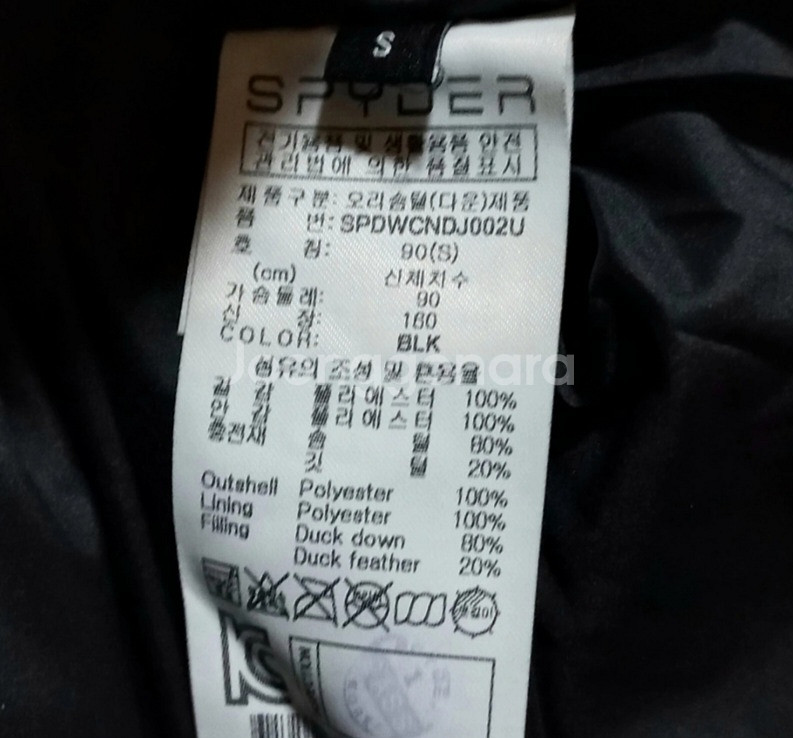 S
SPYDER
전기용품 및 생활용품 안전
관리법에 의한 품질표시
제품구분: 오리솜털(다운)제품
품 번: SPDWCNDJ002U
호 칭: 90(S)
(cm) 신체치수
가슴둘레: 90
신 장: 160
COLOR: BLK
Joonggonara
섬유의 조성 및 혼용율
겉 감 폴리에스터 100%
안 감 폴리에스터 100%
충전재 솜 털 80%
깃 털 20%
Outshell Polyester 100%
Lining Polyester 100%
Filling Duck down 80%
Duck feather 20%